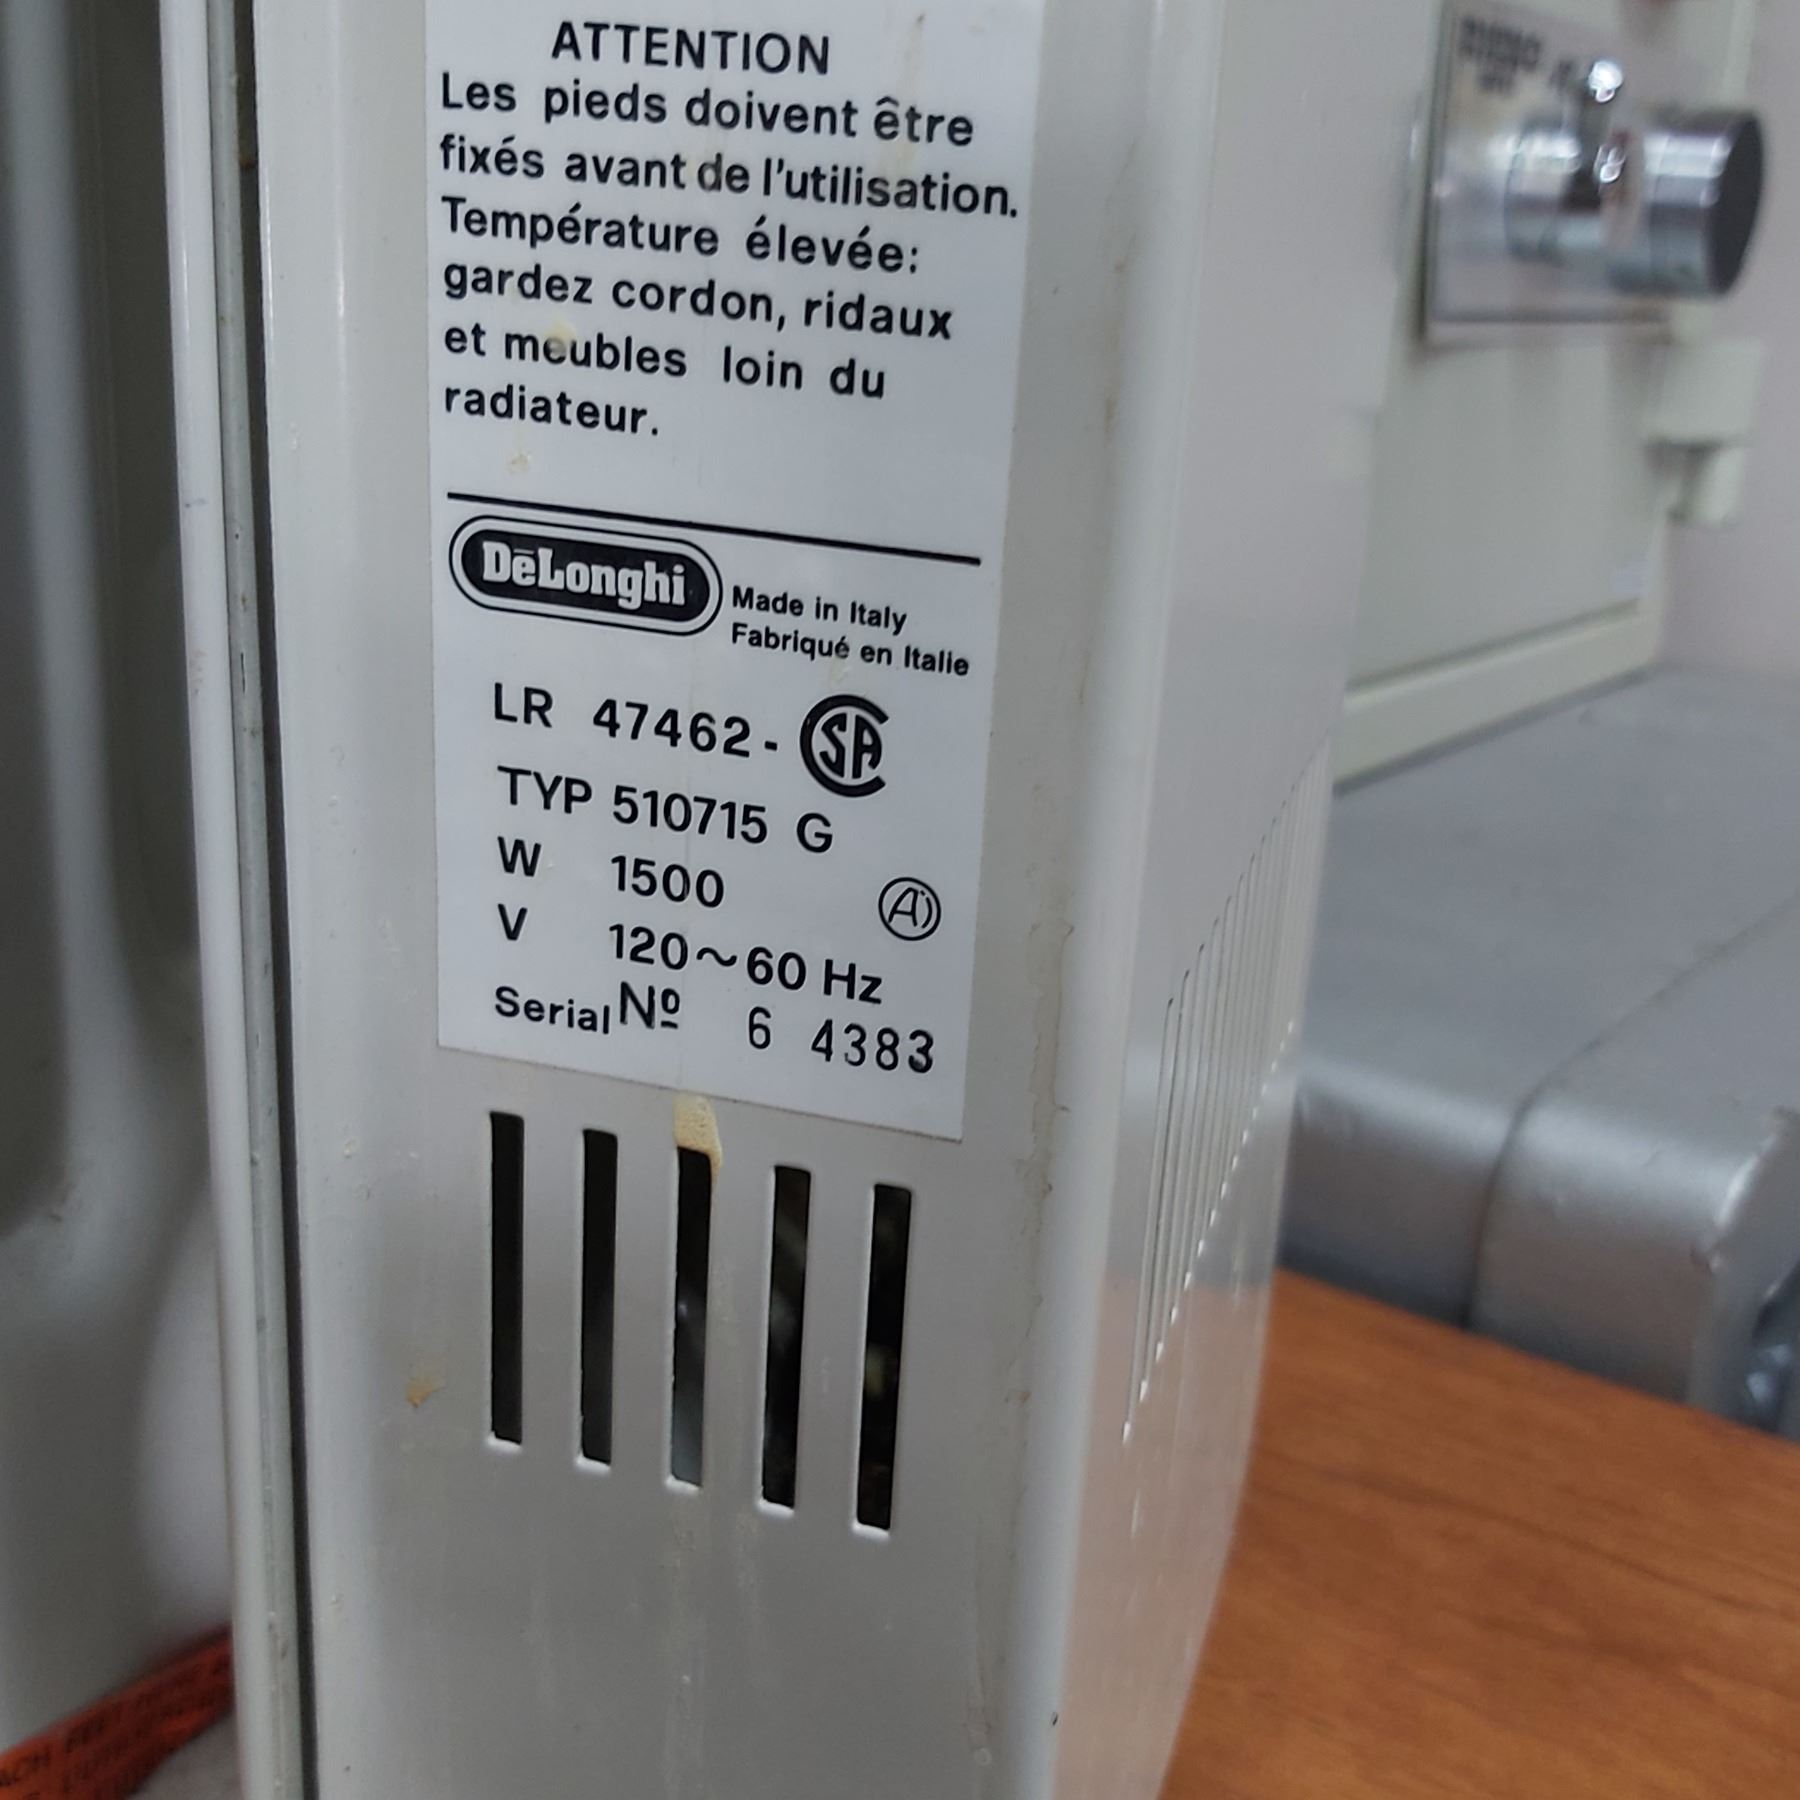 ATTENTION
Les pieds doivent être
fixés avant de l'utilisation.
Température élevée:
gardez cordon, ridaux
et meubles loin du
radiateur.
DēLonghi
Made in Italy
Fabriqué en Italie
LR 47462-
SA
TYP 510715 G
W 1500
A
V 120~60 Hz
Serial Nº 6 4383